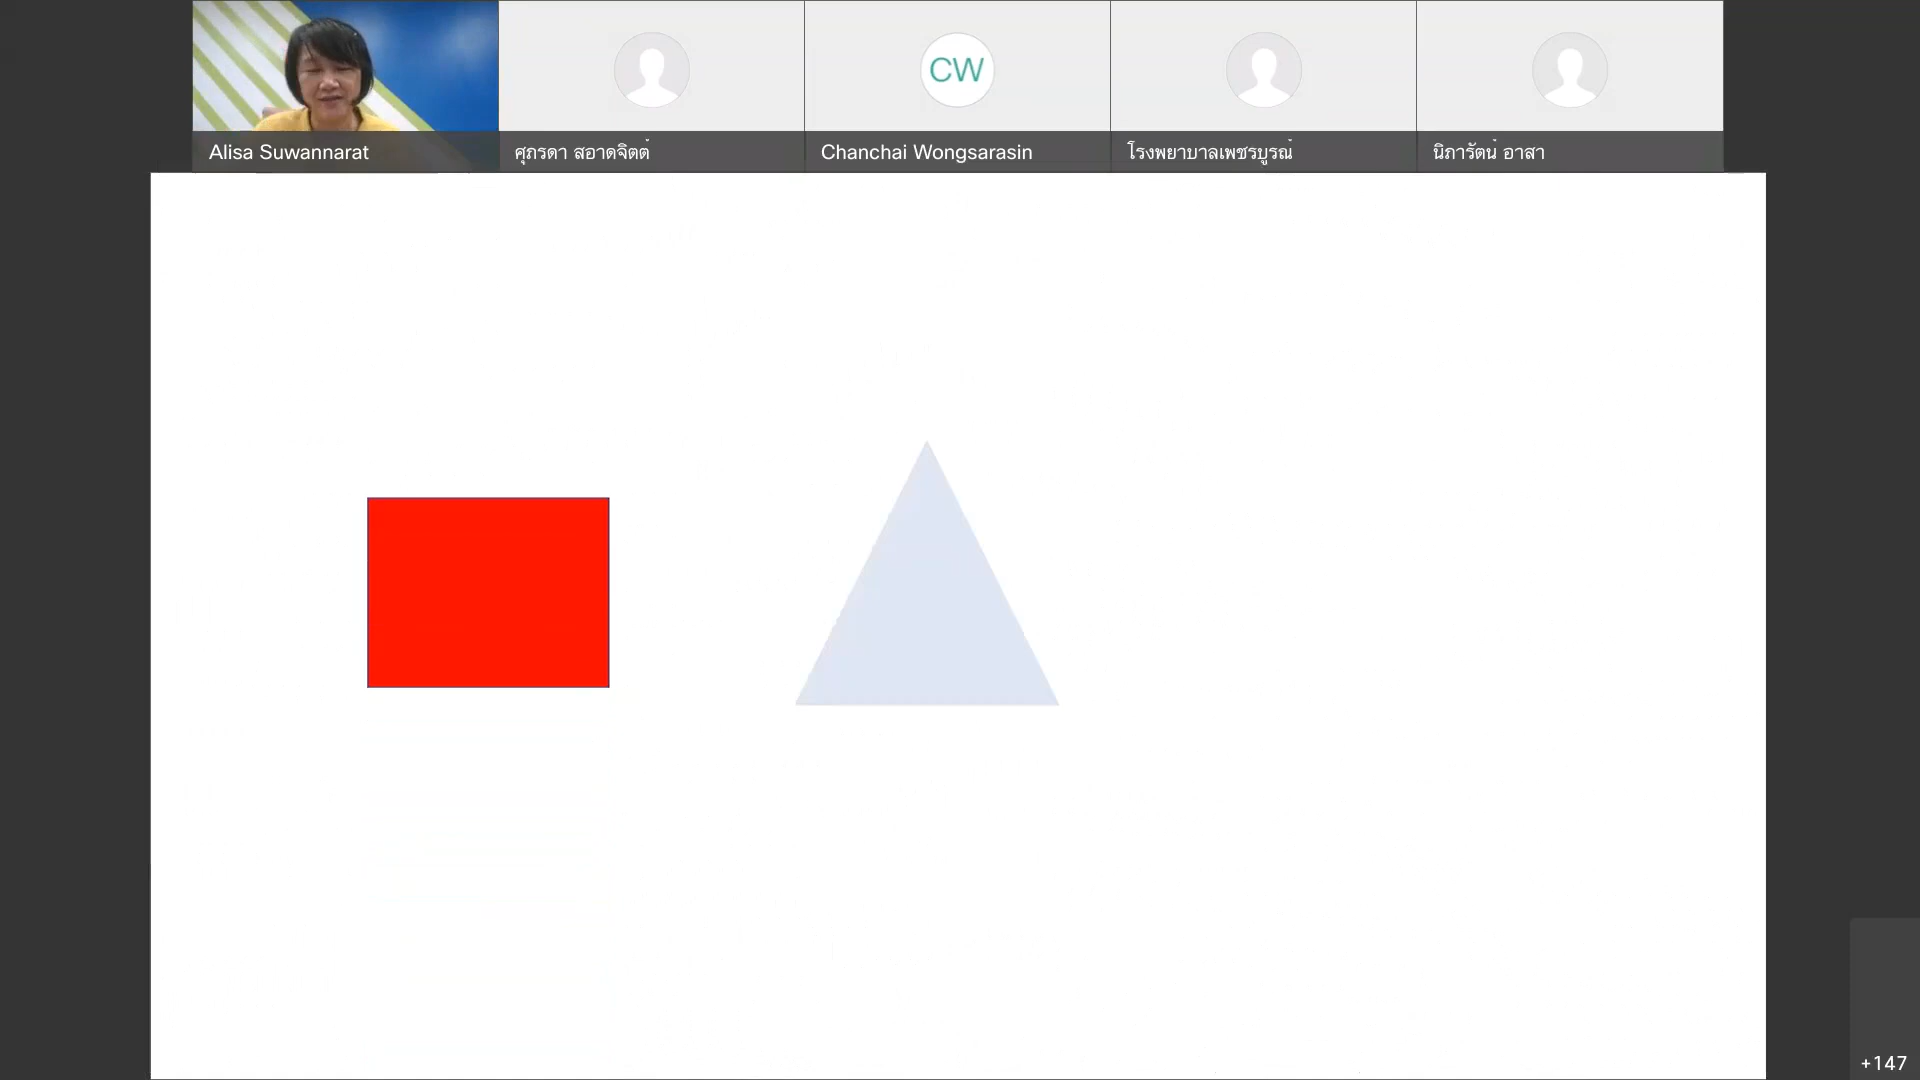 Alisa Suwannarat
ศุภรดา สอาดจิตต์
CW
Chanchai Wongsarasin
โรงพยาบาลเพชรบูรณ์
นิภารัตน์ อาสา
+147